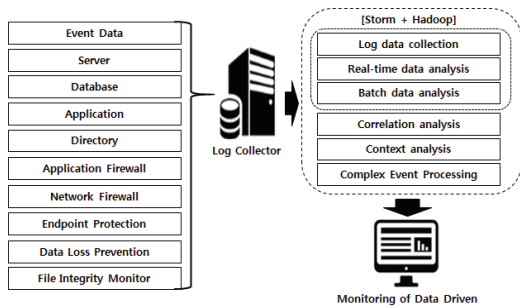 Event Data
Server
Database
Application
Directory
Application Firewall
Network Firewall
Endpoint Protection
Data Loss Prevention
File Integrity Monitor
Log Collector
[Storm + Hadoop]
Log data collection
Real-time data analysis
Batch data analysis
Correlation analysis
Context analysis
Complex Event Processing
Monitoring of Data Driven